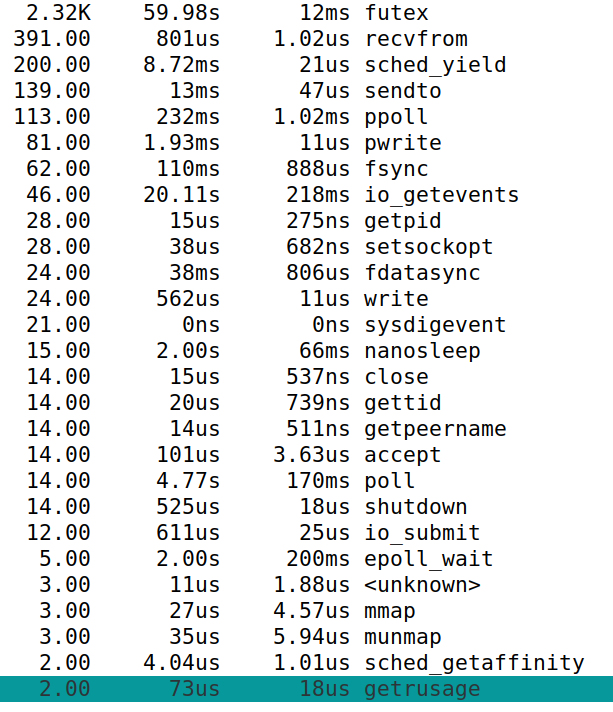 2.32K 59.98s 12ms futex
391.00 801us 1.02us recvfrom
200.00 8.72ms 21us sched_yield
139.00 13ms 47us sendto
113.00 232ms 1.02ms ppoll
81.00 1.93ms 11us pwrite
62.00 110ms 888us fsync
46.00 20.11s 218ms io_getevents
28.00 15us 275ns getpid
28.00 38us 682ns setsockopt
24.00 38ms 806us fdatasync
24.00 562us 11us write
21.00 0ns 0ns sysdigevent
15.00 2.00s 66ms nanosleep
14.00 15us 537ns close
14.00 20us 739ns gettid
14.00 14us 511ns getpeername
14.00 101us 3.63us accept
14.00 4.77s 170ms poll
14.00 525us 18us shutdown
12.00 611us 25us io_submit
5.00 2.00s 200ms epoll_wait
3.00 11us 1.88us <unknown>
3.00 27us 4.57us mmap
3.00 35us 5.94us munmap
2.00 4.04us 1.01us sched_getaffinity
2.00 73us 18us getrusage